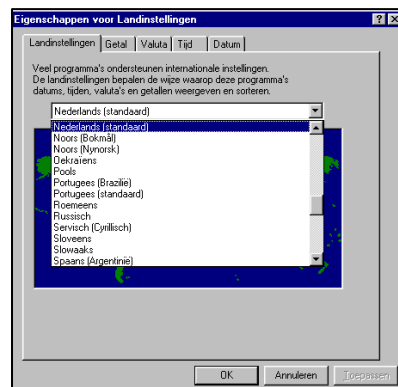 Eigenschappen voor Landinstellingen
Landinstellingen Getal Valuta Tijd Datum
Veel programma's ondersteunen internationale instellingen.
De landinstellingen bepalen de wijze waarop deze programma's
datums, tijden, valuta's en getallen weergeven en sorteren.
Nederlands (standaard)
Nederlands (standaard)
Noors (Bokmål)
Noors (Nynorsk)
Oekraïens
Pools
Portugees (Brazilië)
Portugees (standaard)
Roemeens
Russisch
Servisch (Cyrillisch)
Sloveens
Slowaaks
Spaans (Argentinië)
OK Annuleren Toepassen